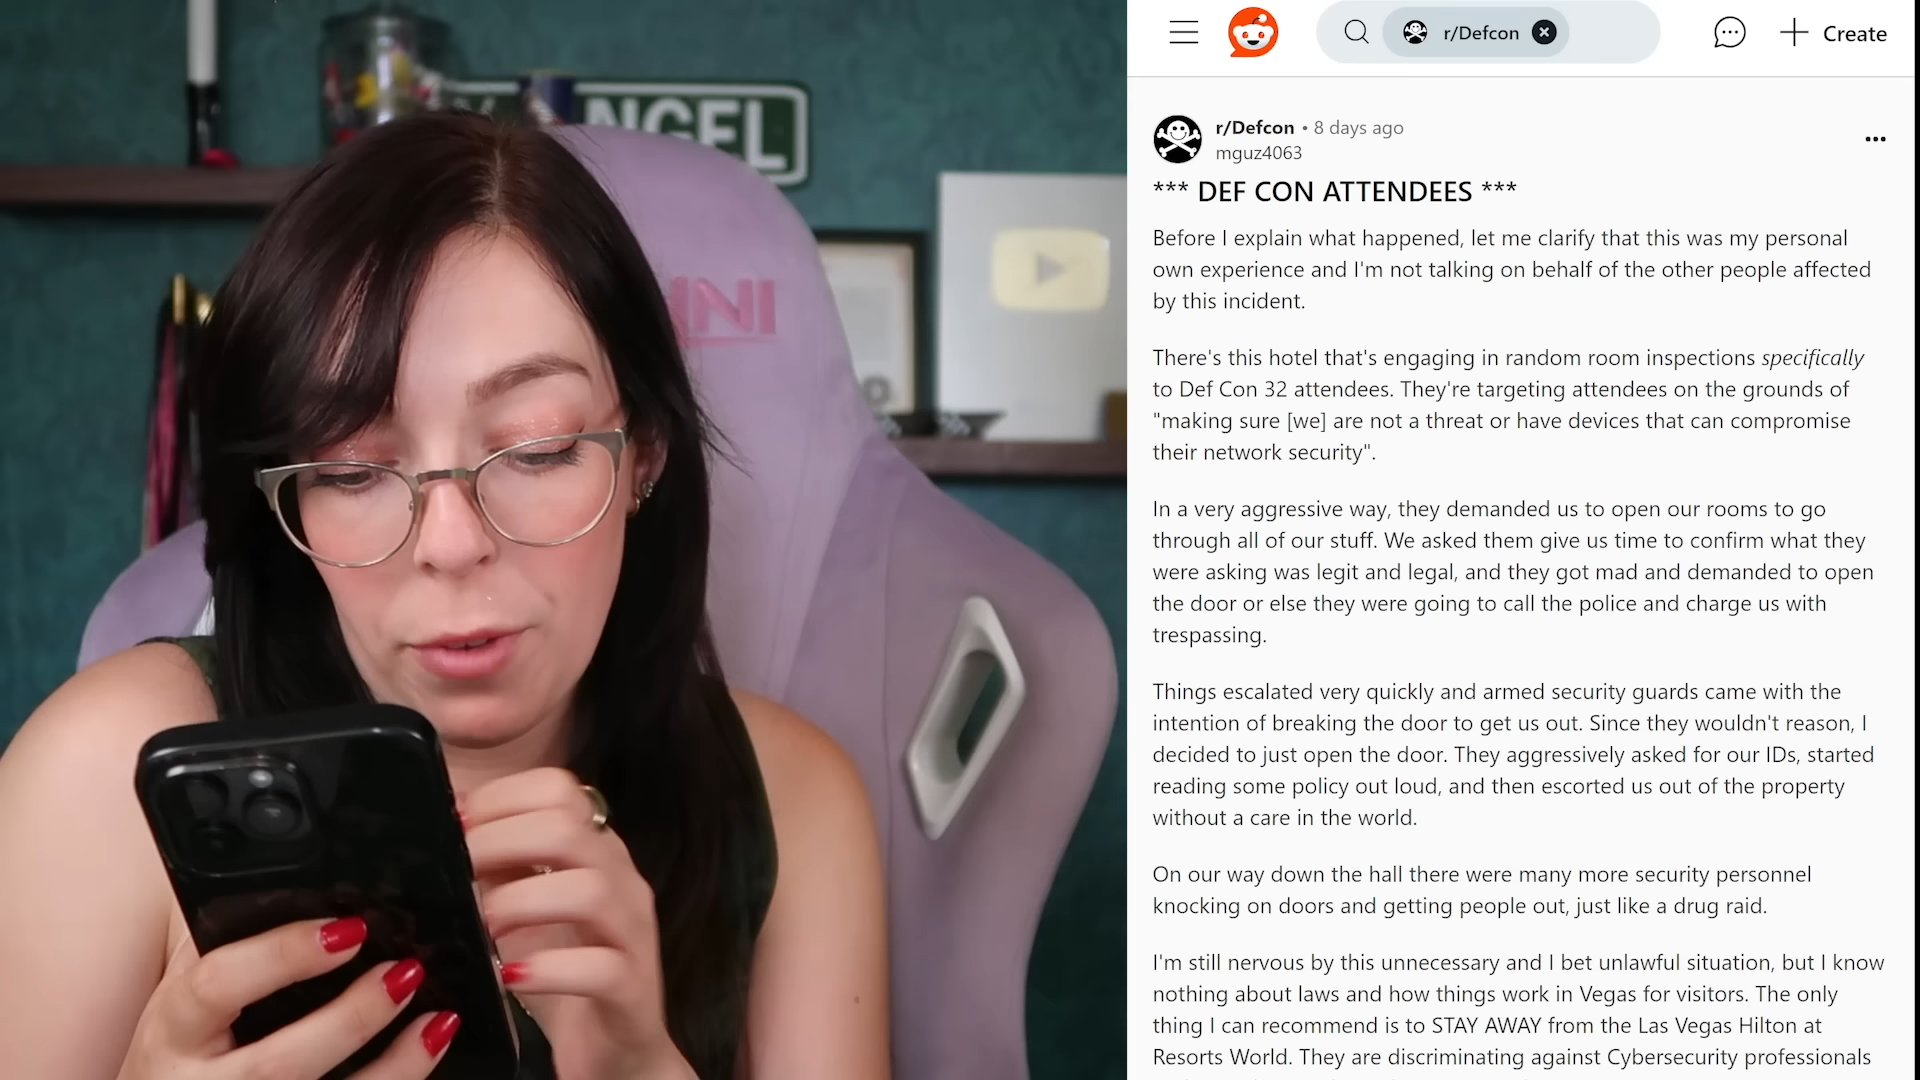 NGEL
r/Defcon
Create
r/Defcon • 8 days ago
mguz4063
*** DEF CON ATTENDEES ***
Before I explain what happened, let me clarify that this was my personal
own experience and I'm not talking on behalf of the other people affected
by this incident.
There's this hotel that's engaging in random room inspections specifically
to Def Con 32 attendees. They're targeting attendees on the grounds of
"making sure [we] are not a threat or have devices that can compromise
their network security".
In a very aggressive way, they demanded us to open our rooms to go
through all of our stuff. We asked them give us time to confirm what they
were asking was legit and legal, and they got mad and demanded to open
the door or else they were going to call the police and charge us with
trespassing.
Things escalated very quickly and armed security guards came with the
intention of breaking the door to get us out. Since they wouldn't reason, I
decided to just open the door. They aggressively asked for our IDs, started
reading some policy out loud, and then escorted us out of the property
without a care in the world.
On our way down the hall there were many more security personnel
knocking on doors and getting people out, just like a drug raid.
I'm still nervous by this unnecessary and I bet unlawful situation, but I know
nothing about laws and how things work in Vegas for visitors. The only
thing I can recommend is to STAY AWAY from the Las Vegas Hilton at
Resorts World. They are discriminating against Cybersecurity professionals